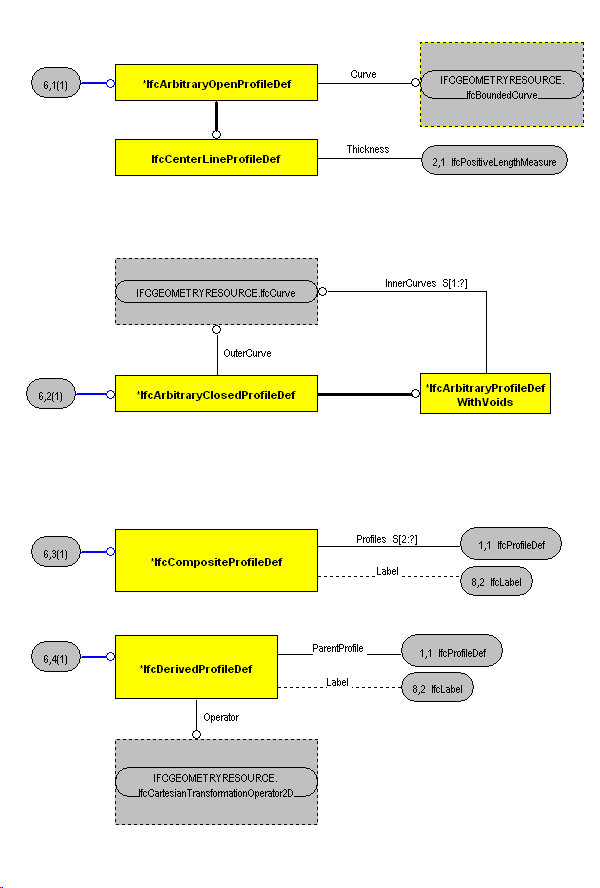 6,1(1)
*IfcArbitraryOpenProfileDef
Curve
IFCGEOMETRYRESOURCE.
IfcBoundedCurve
IfcCenterLineProfileDef
Thickness
2,1 IfcPositiveLengthMeasure
IFCGEOMETRYRESOURCE.IfcCurve
InnerCurves S[1:?]
OuterCurve
6,2(1)
*IfcArbitraryClosedProfileDef
*IfcArbitraryProfileDef
WithVoids
6,3(1)
*IfcCompositeProfileDef
Profiles S[2:?]
1,1 IfcProfileDef
Label
8,2 IfcLabel
6,4(1)
*IfcDerivedProfileDef
ParentProfile
1,1 IfcProfileDef
Label
8,2 IfcLabel
Operator
IFCGEOMETRYRESOURCE.
IfcCartesianTransformationOperator2D